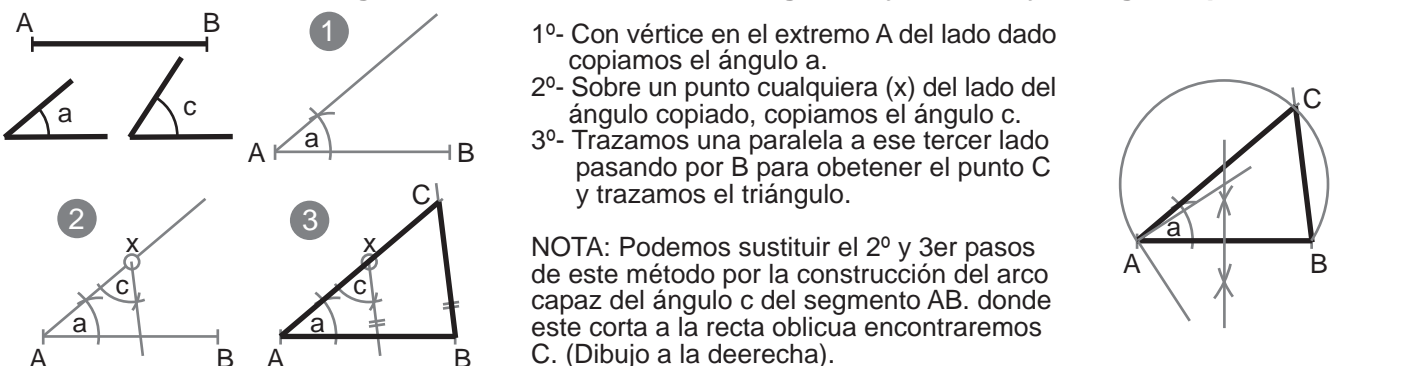 A B
a c
1
a
A B
2
x
c
a
A B
3
C
x
c
a
A B
1º- Con vértice en el extremo A del lado dado
copiamos el ángulo a.
2º- Sobre un punto cualquiera (x) del lado del
ángulo copiado, copiamos el ángulo c.
3º- Trazamos una paralela a ese tercer lado
pasando por B para obetener el punto C
y trazamos el triángulo.
NOTA: Podemos sustituir el 2º y 3er pasos
de este método por la construcción del arco
capaz del ángulo c del segmento AB. donde
este corta a la recta oblicua encontraremos
C. (Dibujo a la deerecha).
C
a
A B